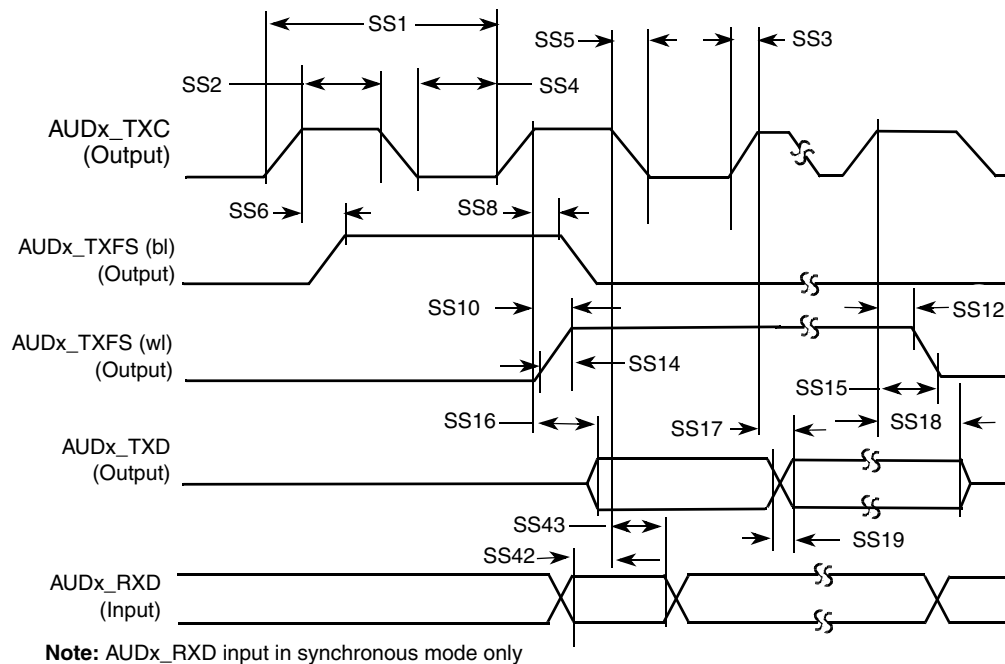 SS1
SS5
SS3
SS2
SS4
AUDx_TXC
(Output)
SS6
SS8
AUDx_TXFS (bl)
(Output)
SS10
SS12
AUDx_TXFS (wl)
(Output)
SS14
SS15
SS16
SS17
SS18
AUDx_TXD
(Output)
SS43
SS19
SS42
AUDx_RXD
(Input)
Note: AUDx_RXD input in synchronous mode only